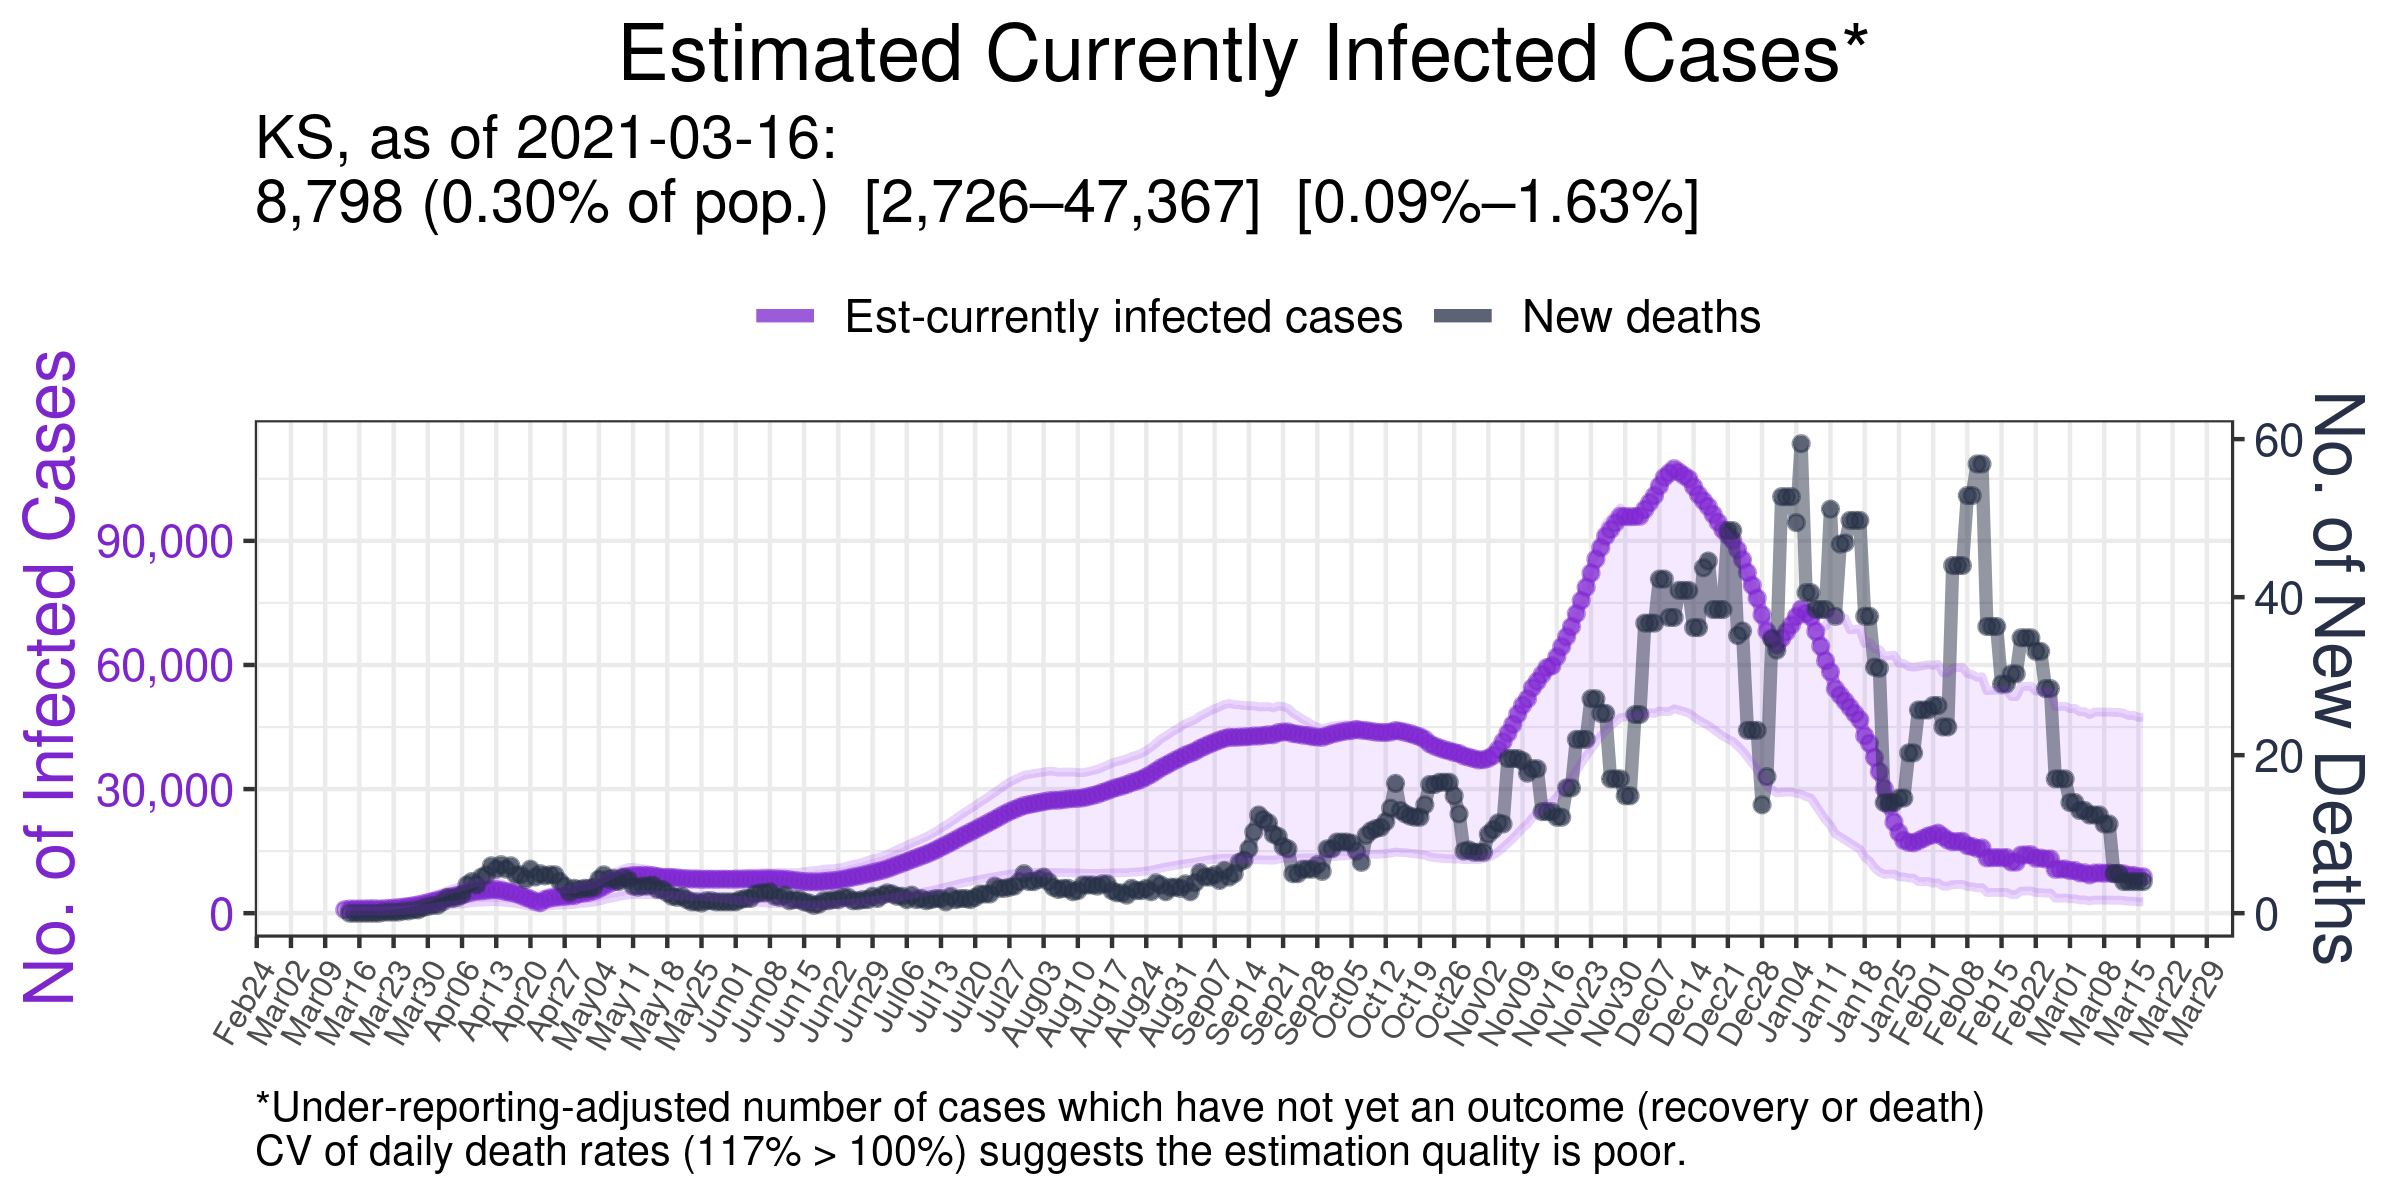 Estimated Currently Infected Cases*
KS, as of 2021-03-16:
8,798 (0.30% of pop.) [2,726–47,367] [0.09%–1.63%]
Est-currently infected cases
New deaths
No. of Infected Cases
90,000
60,000
30,000
0
60
40
20
0
No. of New Deaths
Feb24
Mar02
Mar09
Mar16
Mar23
Mar30
Apr06
Apr13
Apr20
Apr27
May04
May11
May18
May25
Jun01
Jun08
Jun15
Jun22
Jun29
Jul06
Jul13
Jul20
Jul27
Aug03
Aug10
Aug17
Aug24
Aug31
Sep07
Sep14
Sep21
Sep28
Oct05
Oct12
Oct19
Oct26
Nov02
Nov09
Nov16
Nov23
Nov30
Dec07
Dec14
Dec21
Dec28
Jan04
Jan11
Jan18
Jan25
Feb01
Feb08
Feb15
Feb22
Mar01
Mar08
Mar15
Mar22
Mar29
*Under-reporting-adjusted number of cases which have not yet an outcome (recovery or death)
CV of daily death rates (117% > 100%) suggests the estimation quality is poor.